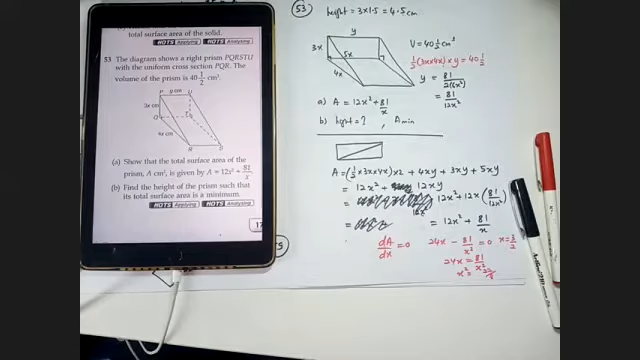 total surface area of the solid.
HOTS Applying HOTS Analysing
53. The diagram shows a right prism PQRSTU
with the uniform cross section PQR. The
volume of the prism is 40 1/2 cm³.
P y cm U
3x cm
Q T
4x cm
R S
(a) Show that the total surface area of the
prism, A cm², is given by A = 12x² + 81/x.
(b) Find the height of the prism such that
its total surface area is a minimum.
HOTS Applying HOTS Analysing
17
53 height = 3×1.5 = 4.5cm
y
3x 5x
4x
V = 40 1/2 cm³
1/2(3x×4x)×y = 40 1/2
y = 81/2(6x²)
= 81/12x²
a) A = 12x² + 81/x
b) hght = ? , A min
A = (1/2 × 3x × 4x) × 2 + 4xy + 3xy + 5xy
= 12x² + 12xy
= 12x² + 12x (81/12x²)
= 12x² + 81/x
dA/dx = 0
24x - 81/x² = 0 x = 3/2
24x = 81/x²